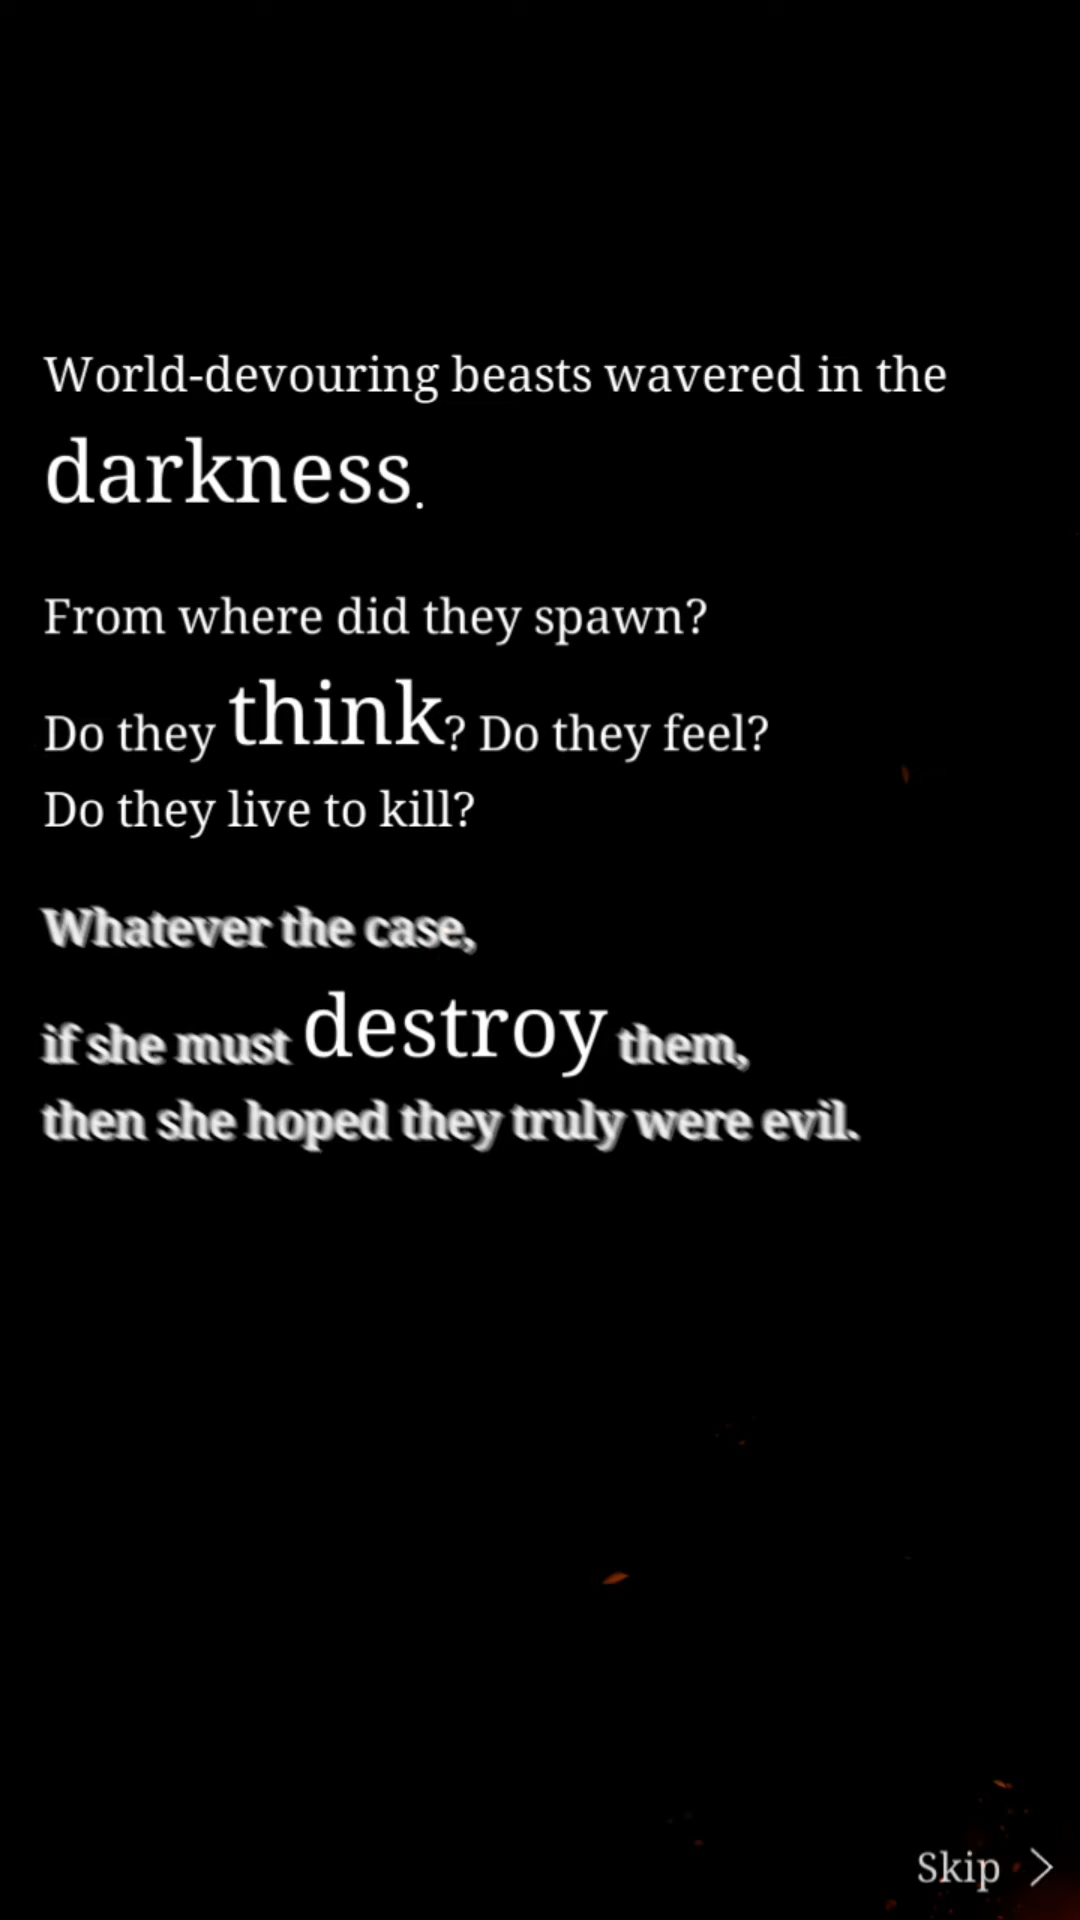 World-devouring beasts wavered in the
darkness.
From where did they spawn?
Do they think? Do they feel?
Do they live to kill?
Whatever the case,
if she must destroy them,
then she hoped they truly were evil.
Skip >